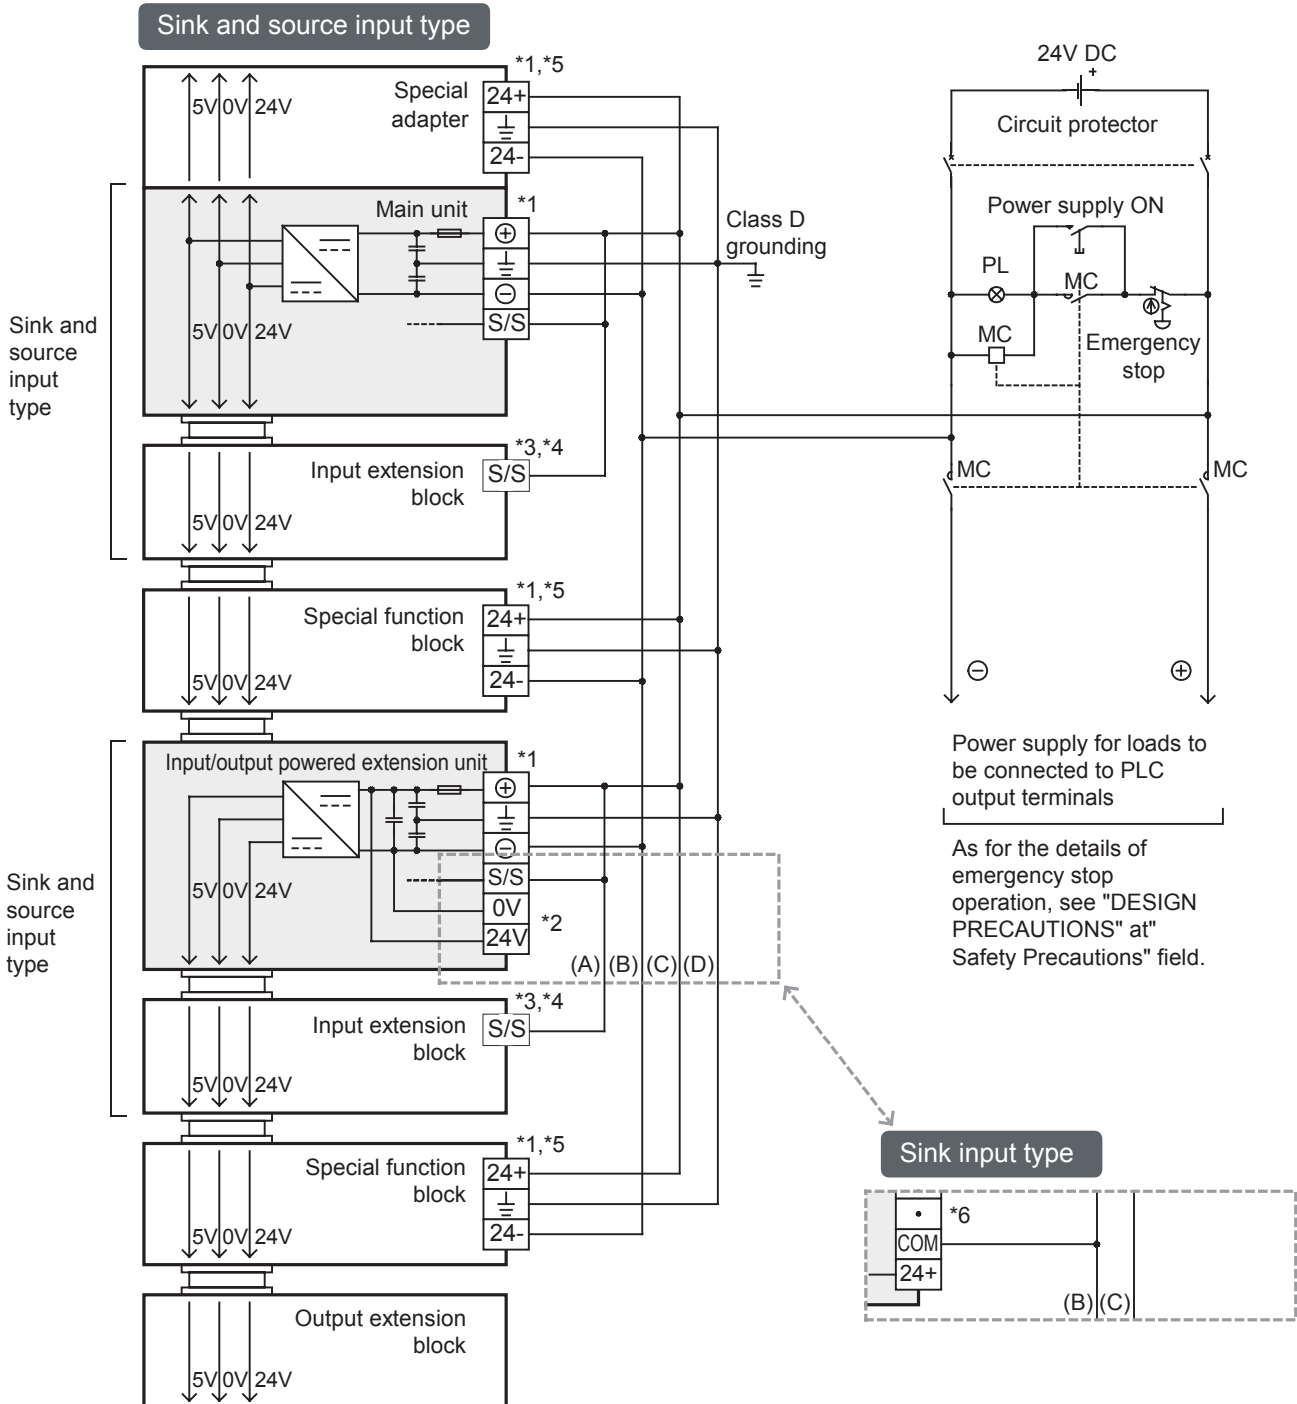 Sink and source input type
*1,*5
Special
adapter
24+
24-
5V 0V 24V
Main unit
*1
⊕
⊖
S/S
5V 0V 24V
Class D
grounding
Sink and
source
input
type
Input extension
block
*3,*4
S/S
5V 0V 24V
Special function
block
*1,*5
24+
24-
5V 0V 24V
Input/output powered extension unit
*1
⊕
⊖
S/S
0V
24V
*2
5V 0V 24V
(A) (B) (C) (D)
Sink and
source
input
type
Input extension
block
*3,*4
S/S
5V 0V 24V
Special function
block
*1,*5
24+
24-
5V 0V 24V
Output extension
block
5V 0V 24V
24V DC
+
Circuit protector
Power supply ON
PL
MC
MC
Emergency
stop
MC
MC
⊖
⊕
Power supply for loads to
be connected to PLC
output terminals
As for the details of
emergency stop
operation, see "DESIGN
PRECAUTIONS" at"
Safety Precautions" field.
Sink input type
•
*6
COM
24+
(B) (C)